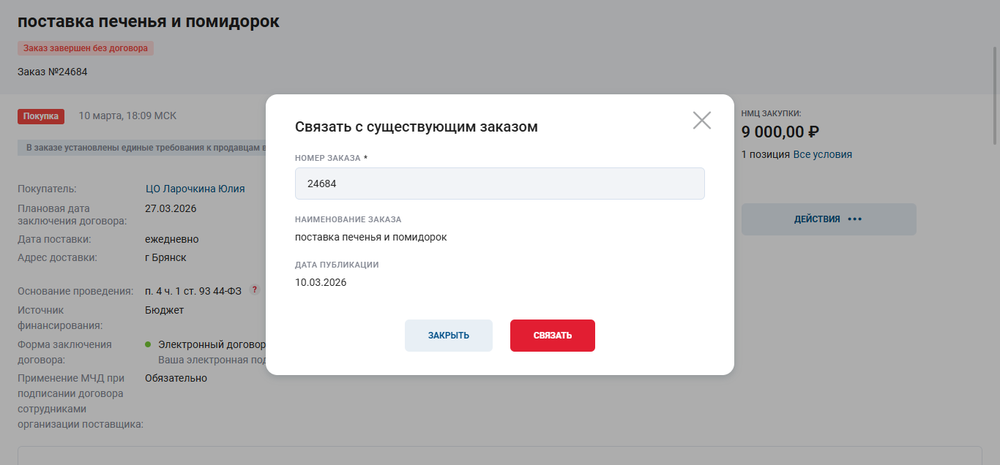 поставка печенья и помидорок
Заказ завершен без договора
Заказ №24684
Покупка 10 марта, 18:09 МСК
В заказе установлены единые требования к продавцам в
Покупатель: ЦО Ларочкина Юлия
Плановая дата
заключения договора: 27.03.2026
Дата поставки: ежедневно
Адрес доставки: г Брянск
Основание проведения: п. 4 ч. 1 ст. 93 44-ФЗ ?
Источник
финансирования: Бюджет
Форма заключения
договора: Электронный договор
Ваша электронная под
Применение МЧД при
подписании договора
сотрудниками
организации поставщика: Обязательно
Связать с существующим заказом
НОМЕР ЗАКАЗА *
24684
НАИМЕНОВАНИЕ ЗАКАЗА
поставка печенья и помидорок
ДАТА ПУБЛИКАЦИИ
10.03.2026
ЗАКРЫТЬ СВЯЗАТЬ
НМЦ ЗАКУПКИ:
9 000,00 ₽
1 позиция Все условия
ДЕЙСТВИЯ •••